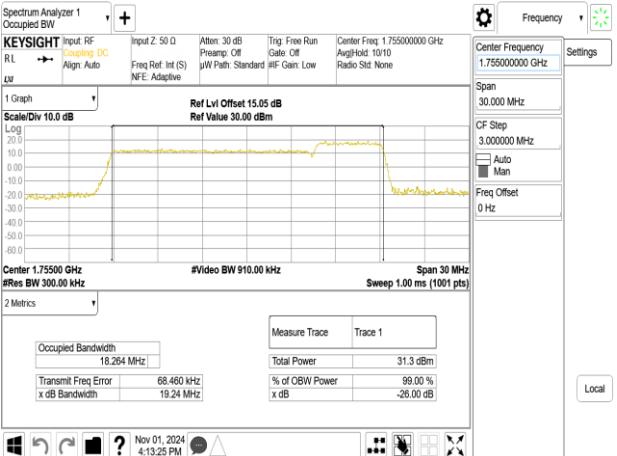 Spectrum Analyzer 1
Occupied BW
Frequency
KEYSIGHT
RL
LXI
Input: RF
Coupling: DC
Align: Auto
Input Z: 50 Ω
Freq Ref: Int (S)
NFE: Adaptive
Atten: 30 dB
Preamp: Off
µW Path: Standard
Trig: Free Run
Gate: Off
#IF Gain: Low
Center Freq: 1.755000000 GHz
Avg|Hold: 10/10
Radio Std: None
Center Frequency
1.755000000 GHz
Settings
Span
30.000 MHz
CF Step
3.000000 MHz
Auto
Man
Freq Offset
0 Hz
Local
1 Graph
Scale/Div 10.0 dB
Ref Lvl Offset 15.05 dB
Ref Value 30.00 dBm
Log
20.0
10.0
0.00
-10.0
-20.0
-30.0
-40.0
-50.0
-60.0
Center 1.75500 GHz
#Video BW 910.00 kHz
Span 30 MHz
#Res BW 300.00 kHz
Sweep 1.00 ms (1001 pts)
2 Metrics
Measure Trace
Trace 1
Occupied Bandwidth
18.264 MHz
Total Power
31.3 dBm
Transmit Freq Error
68.460 kHz
% of OBW Power
99.00 %
x dB Bandwidth
19.24 MHz
x dB
-26.00 dB
?
Nov 01, 2024
4:13:25 PM